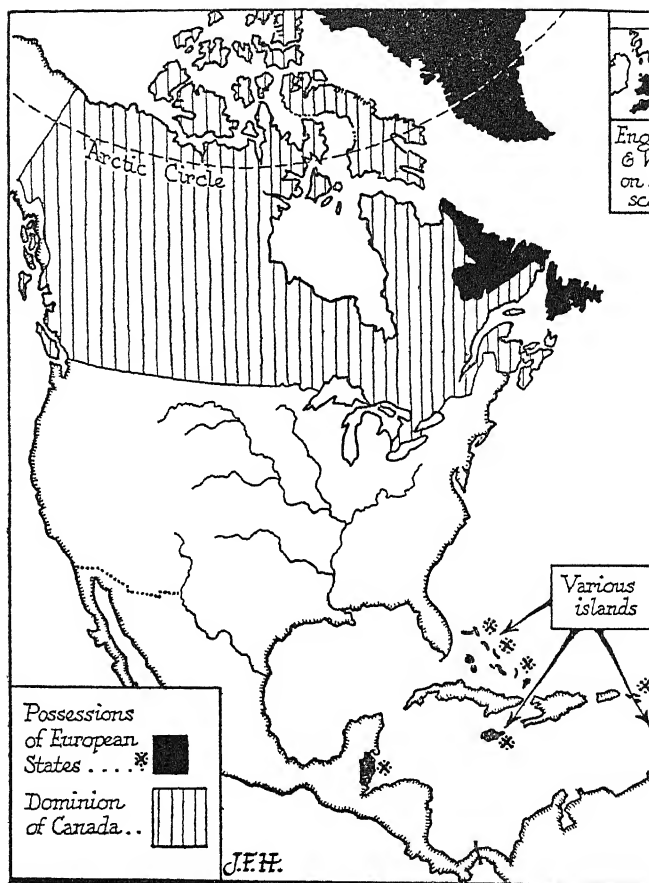 Arctic Circle
Various
islands
Possessions
of European
States .... *
Dominion
of Canada..
J.F.H.